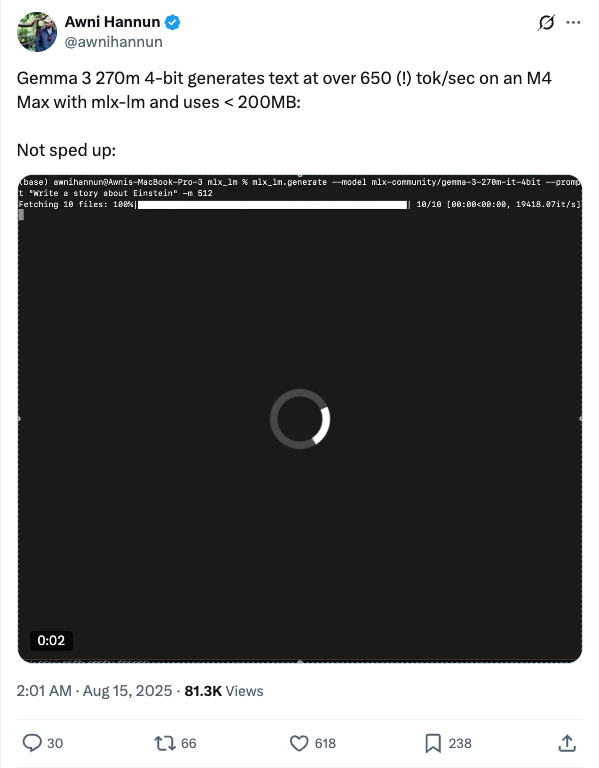 Awni Hannun
@awnihannun
Gemma 3 270m 4-bit generates text at over 650 (!) tok/sec on an M4
Max with mlx-lm and uses < 200MB:
Not sped up:
(base) awnihannun@Awnis-MacBook-Pro-3 mlx_lm % mlx_lm.generate --model mlx-community/gemma-3-270m-it-4bit --promp
t "Write a story about Einstein" -m 512
Fetching 10 files: 100%| | 10/10 [00:00<00:00, 19418.07it/s]
0:02
2:01 AM · Aug 15, 2025 · 81.3K Views
30 66 618 238